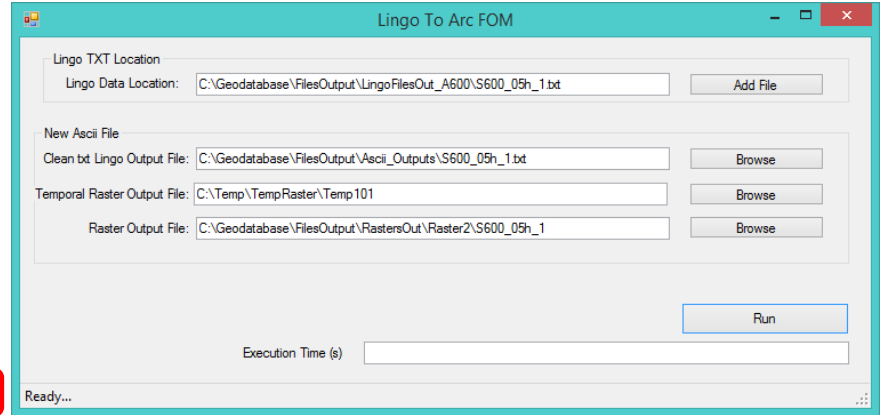 Lingo To Arc FOM
Lingo TXT Location
Lingo Data Location: C:\Geodatabase\FilesOutput\LingoFilesOut_A600\S600_05h_1.txt Add File
New Ascii File
Clean txt Lingo Output File: C:\Geodatabase\FilesOutput\Ascii_Outputs\S600_05h_1.txt Browse
Temporal Raster Output File: C:\Temp\TempRaster\Temp101 Browse
Raster Output File: C:\Geodatabase\FilesOutput\RastersOut\Raster2\S600_05h_1 Browse
Run
Execution Time (s)
Ready...